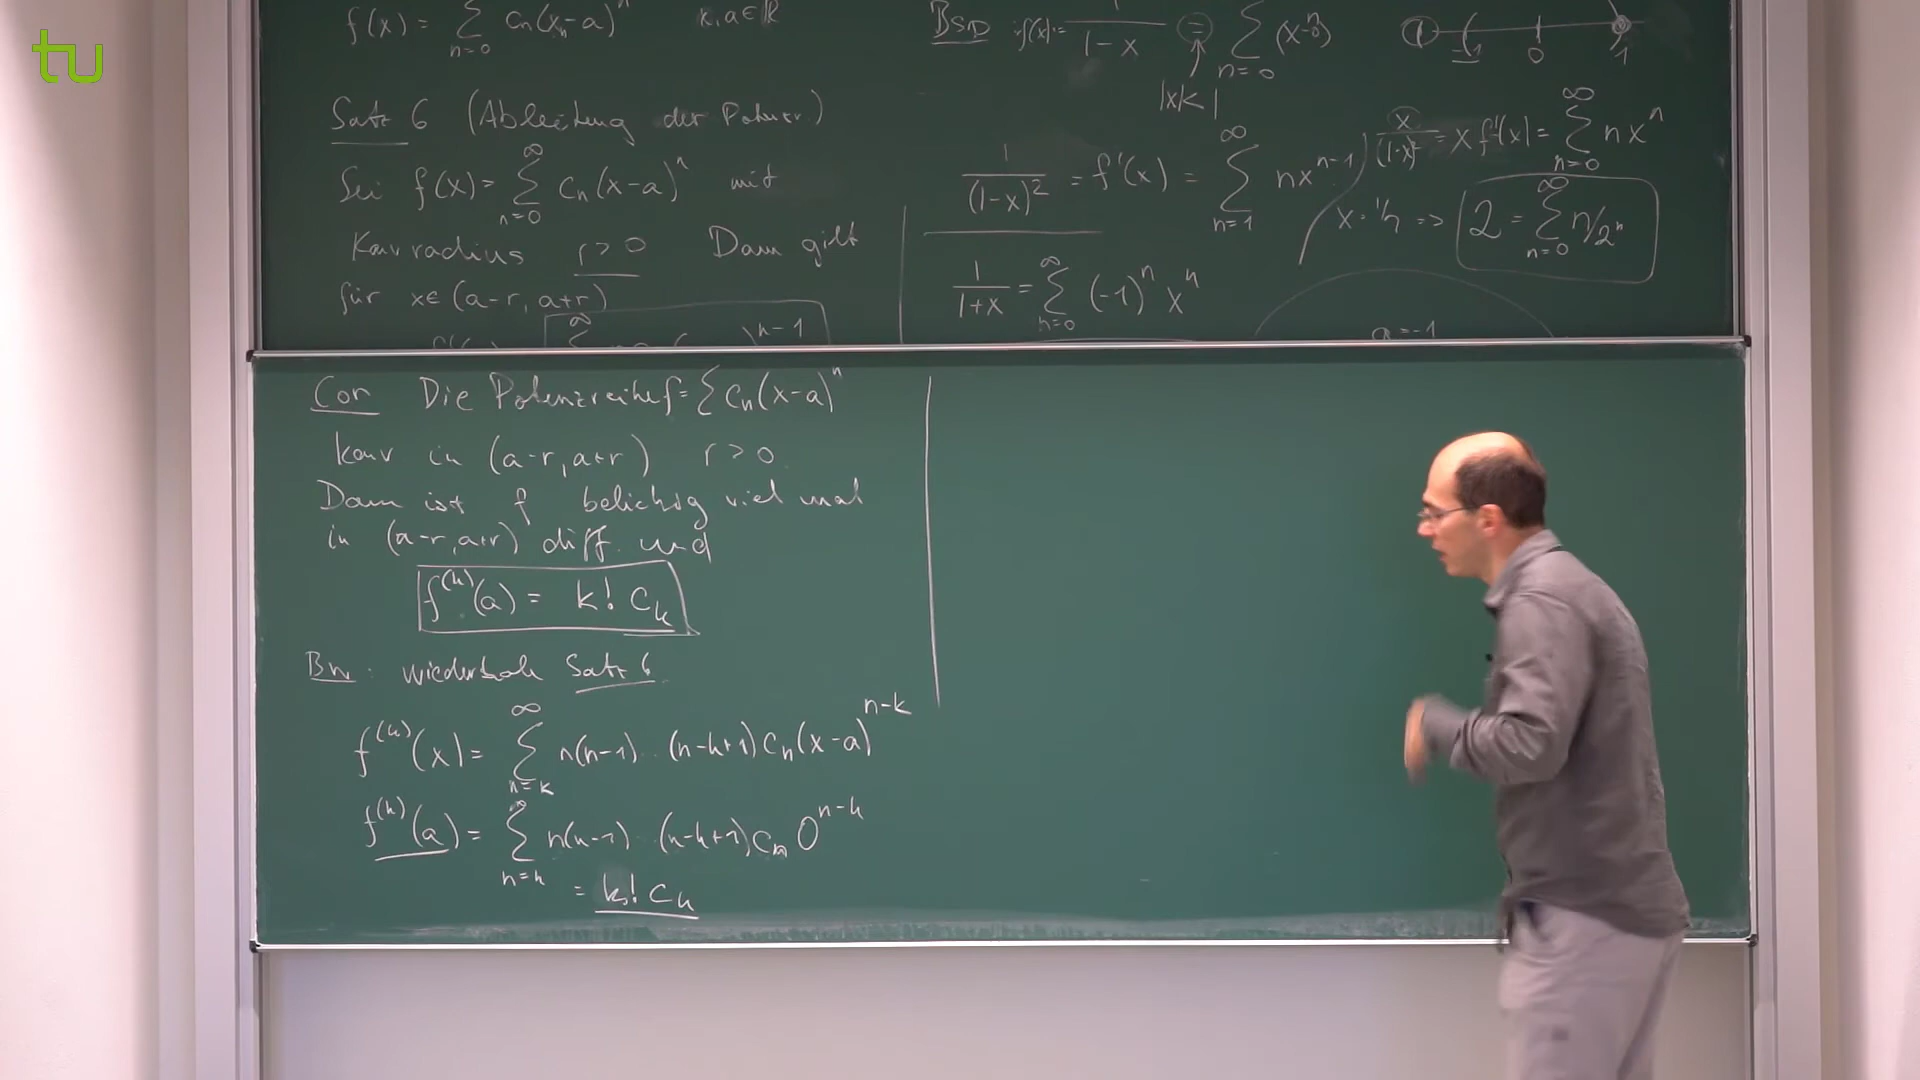 tu
f(x) = ∑_{n=0} c_n(x-a)^n x, a ∈ ℝ
Satz 6 (Ableitung der Potenzr.)
Sei f(x) = ∑_{n=0}^∞ c_n(x-a)^n mit
Konvradius r > 0 Dann gilt
für x ∈ (a-r, a+r)
Bsp f(x) = 1/(1-x) = ∑_{n=0}
|x|<1
-1 0 1
1/(1-x)^2 = f'(x) = ∑_{n=1}^∞ nx^{n-1}
x/(1-x)^2 = x f'(x) = ∑_{n=0}^∞ nx^n
=> 2 = ∑_{n=0}^∞ n/2^n
1/(1+x) = ∑_{n=0}^∞ (-1)^n x^n
a = -1
Cor Die Potenzreihe f = ∑ c_n(x-a)^n
konv in (a-r, a+r) r > 0
Dann ist f beliebig viel mal
in (a-r, a+r) diff. und
f^{(k)}(a) = k! c_k
Bw: wiederhole Satz 6
f^{(k)}(x) = ∑_{n=k}^∞ n(n-1)..(n-k+1) c_n (x-a)^{n-k}
f^{(k)}(a) = ∑_{n=k}^∞ n(n-1)..(n-k+1) c_n 0^{n-k}
= k! c_k